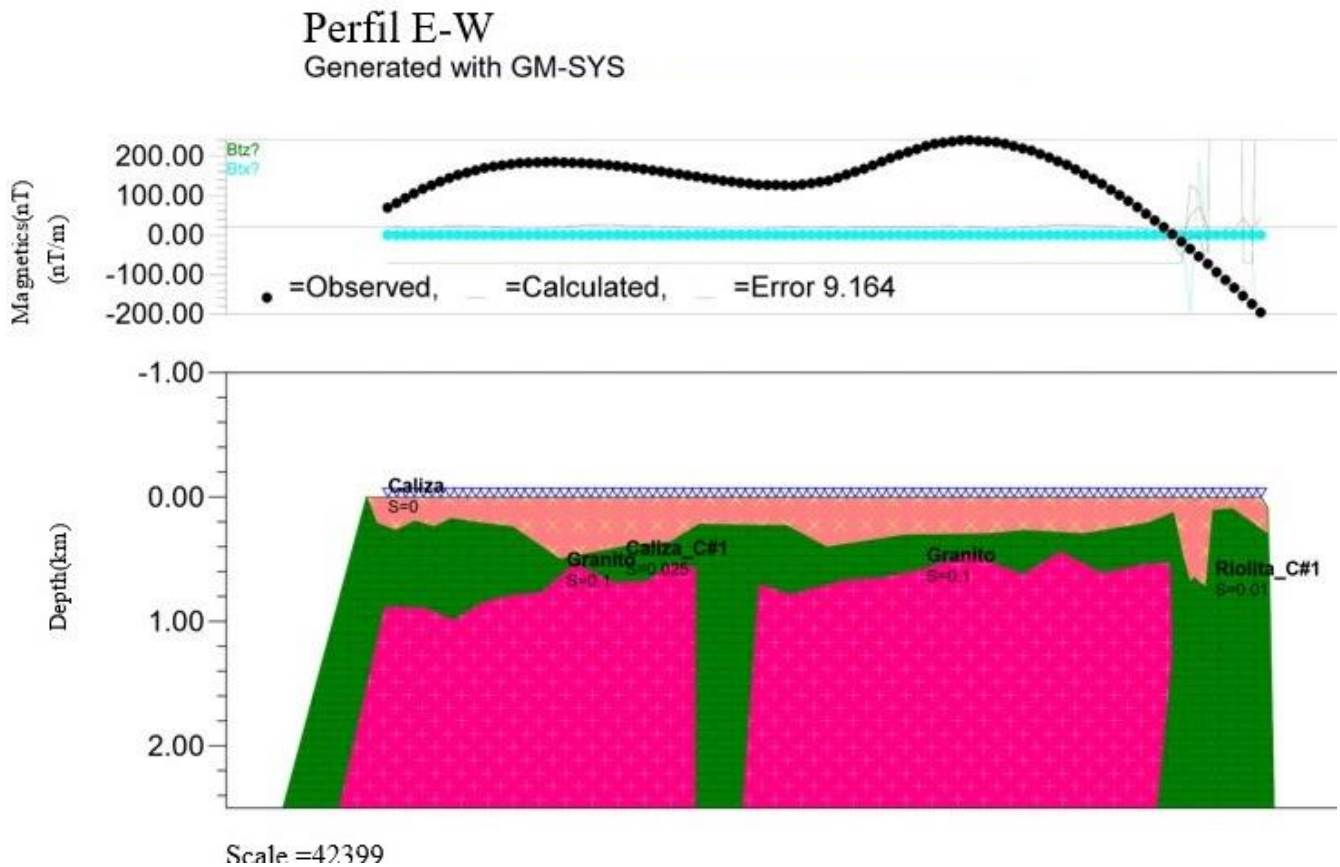 Perfil E-W
Generated with GM-SYS
Magnetics(nT)
(nT/m)
200.00
100.00
0.00
-100.00
-200.00
Btz?
Btx?
=Observed, =Calculated, =Error 9.164
Depth(km)
-1.00
0.00
1.00
2.00
Caliza
S=0
Granito
S=0.1
Caliza_C#1
S=0.025
Granito
S=0.1
Riolita_C#1
S=0.01
Scale =42399